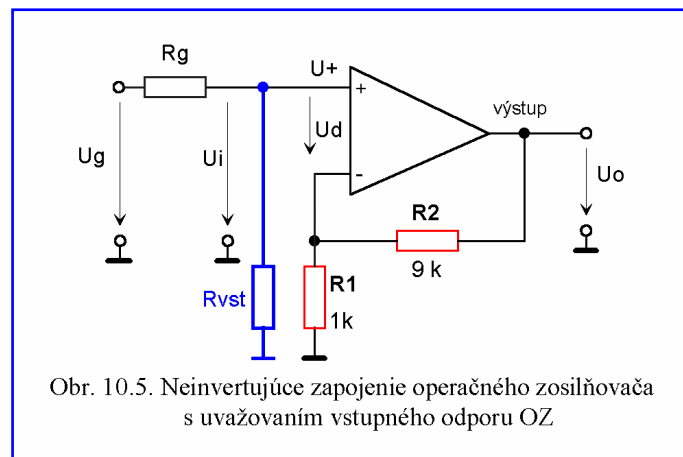 Rg
U+
+
výstup
Ud
Ug
Ui
Uo
-
R2
9 k
R1
Rvst
1k
Obr. 10.5. Neinvertujúce zapojenie operačného zosilňovača
s uvažovaním vstupného odporu OZ